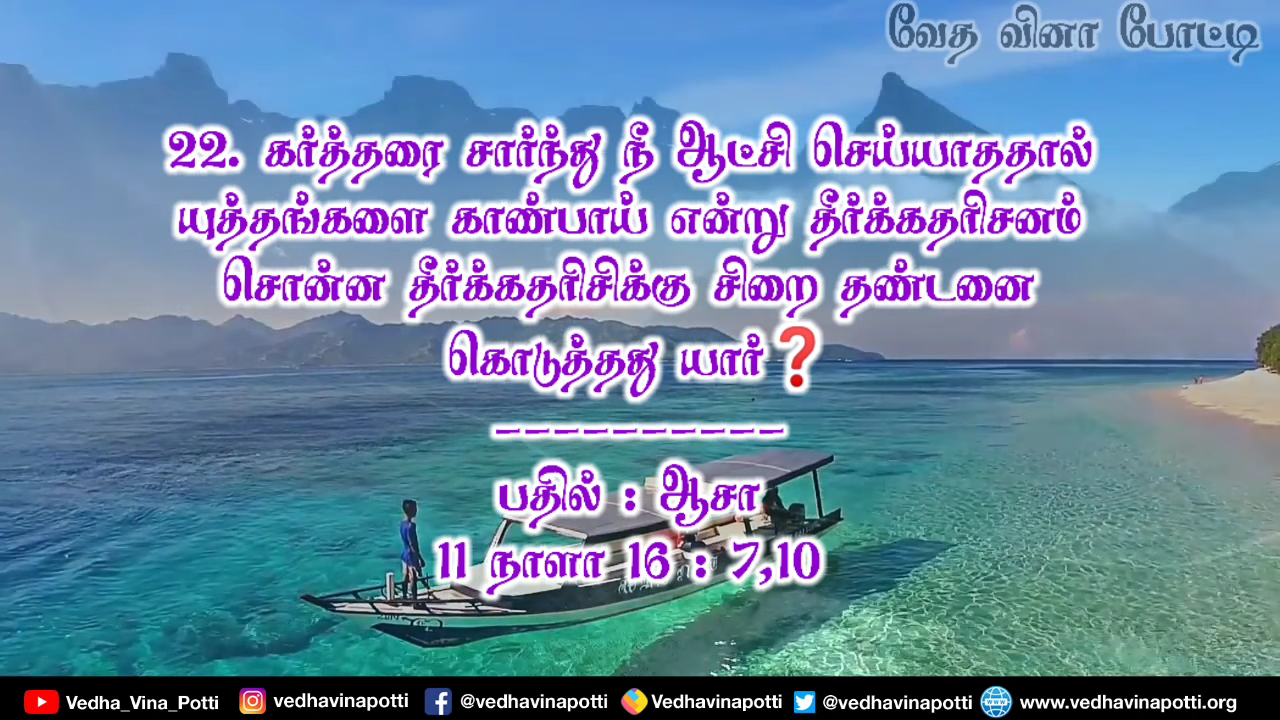 வேத வினா போட்டி
22. கர்த்தரை சார்ந்து நீ ஆட்சி செய்யாததால்
யுத்தங்களை காண்பாய் என்று தீர்க்கதரிசனம்
சொன்ன தீர்க்கதரிசிக்கு சிறை தண்டனை
கொடுத்தது யார்❓
----------
பதில் : ஆசா
11 நாளா 16 : 7,10
Vedha_Vina_Potti vedhavinapotti @vedhavinapotti Vedhavinapotti @vedhavinapotti www.vedhavinapotti.org